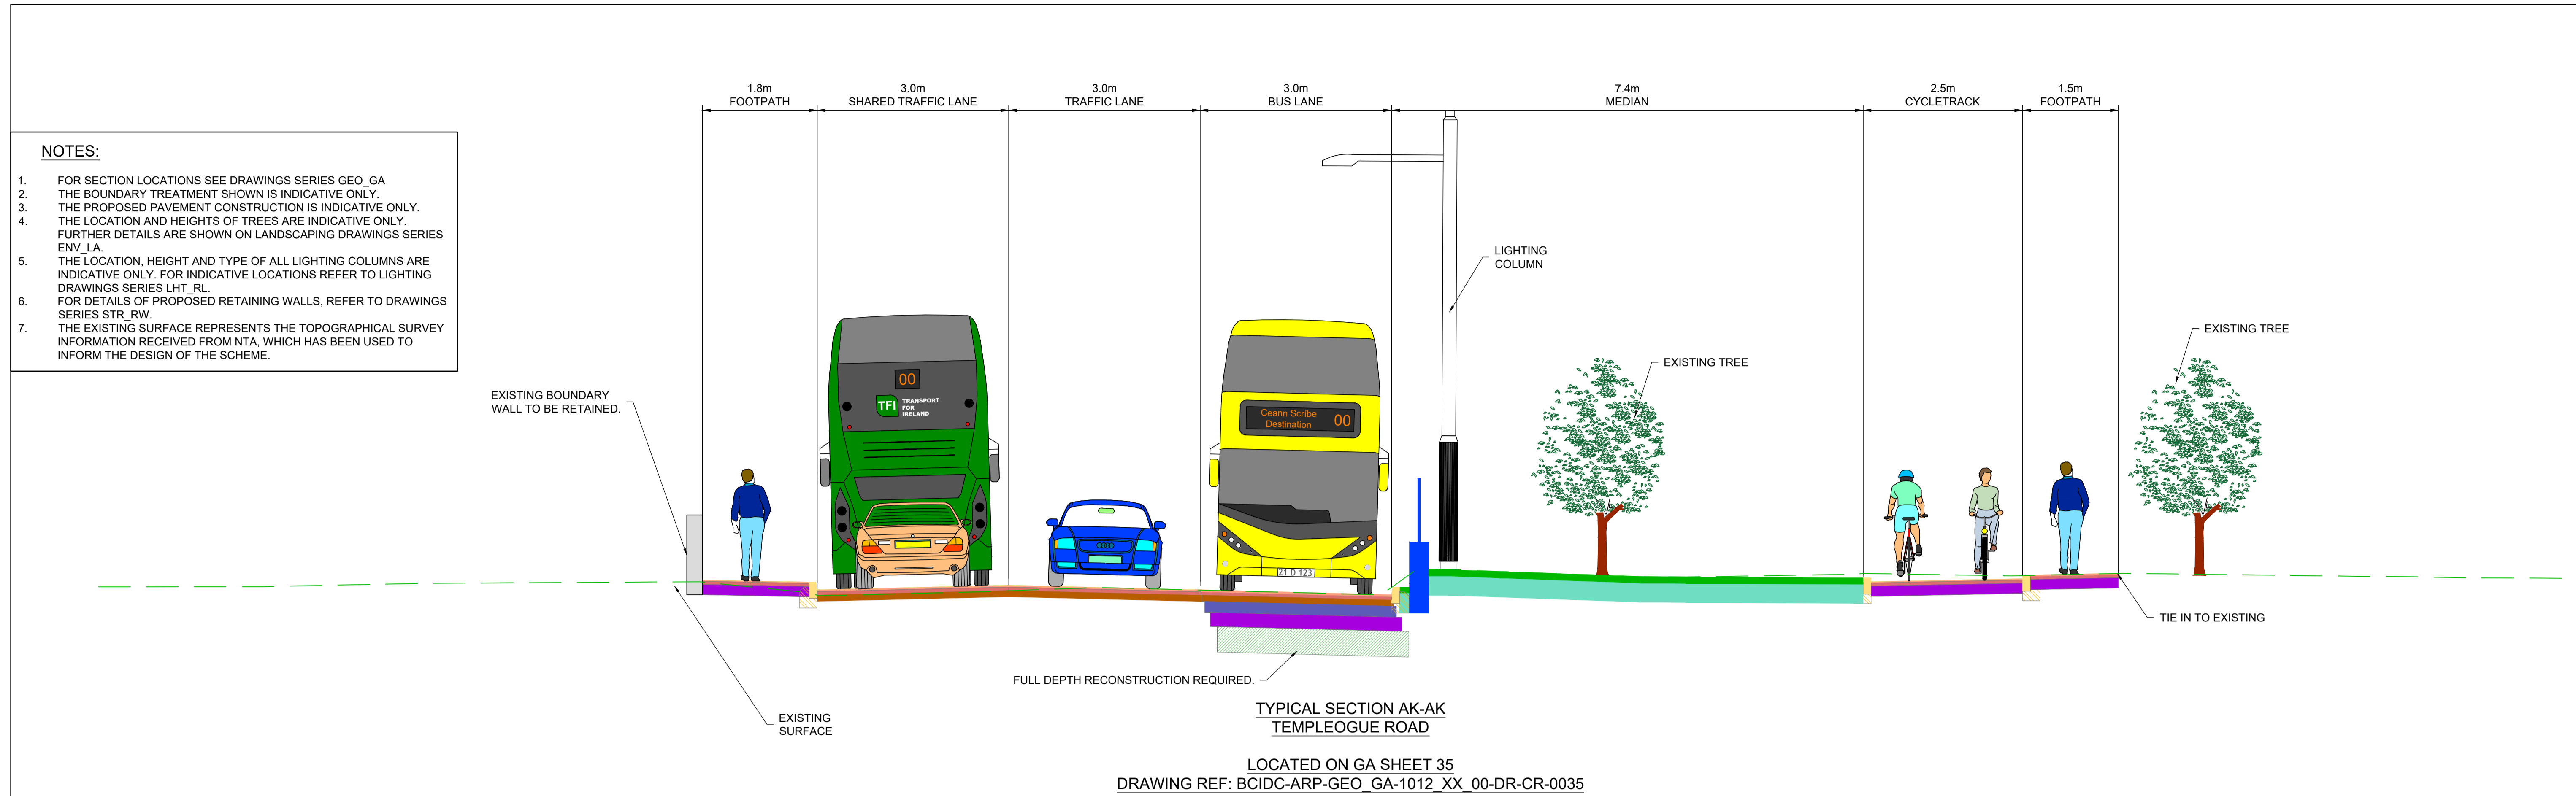 1.8m
FOOTPATH
3.0m
SHARED TRAFFIC LANE
3.0m
TRAFFIC LANE
3.0m
BUS LANE
7.4m
MEDIAN
2.5m
CYCLETRACK
1.5m
FOOTPATH
NOTES:
1. FOR SECTION LOCATIONS SEE DRAWINGS SERIES GEO_GA
2. THE BOUNDARY TREATMENT SHOWN IS INDICATIVE ONLY.
3. THE PROPOSED PAVEMENT CONSTRUCTION IS INDICATIVE ONLY.
4. THE LOCATION AND HEIGHTS OF TREES ARE INDICATIVE ONLY.
FURTHER DETAILS ARE SHOWN ON LANDSCAPING DRAWINGS SERIES
ENV_LA.
5. THE LOCATION, HEIGHT AND TYPE OF ALL LIGHTING COLUMNS ARE
INDICATIVE ONLY. FOR INDICATIVE LOCATIONS REFER TO LIGHTING
DRAWINGS SERIES LHT_RL.
6. FOR DETAILS OF PROPOSED RETAINING WALLS, REFER TO DRAWINGS
SERIES STR_RW.
7. THE EXISTING SURFACE REPRESENTS THE TOPOGRAPHICAL SURVEY
INFORMATION RECEIVED FROM NTA, WHICH HAS BEEN USED TO
INFORM THE DESIGN OF THE SCHEME.
EXISTING BOUNDARY
WALL TO BE RETAINED.
00
TFI
TRANSPORT
FOR
IRELAND
Ceann Scríbe
Destination
00
21 D 123
LIGHTING
COLUMN
EXISTING TREE
EXISTING TREE
TIE IN TO EXISTING
FULL DEPTH RECONSTRUCTION REQUIRED.
EXISTING
SURFACE
TYPICAL SECTION AK-AK
TEMPLEOGUE ROAD
LOCATED ON GA SHEET 35
DRAWING REF: BCIDC-ARP-GEO_GA-1012_XX_00-DR-CR-0035